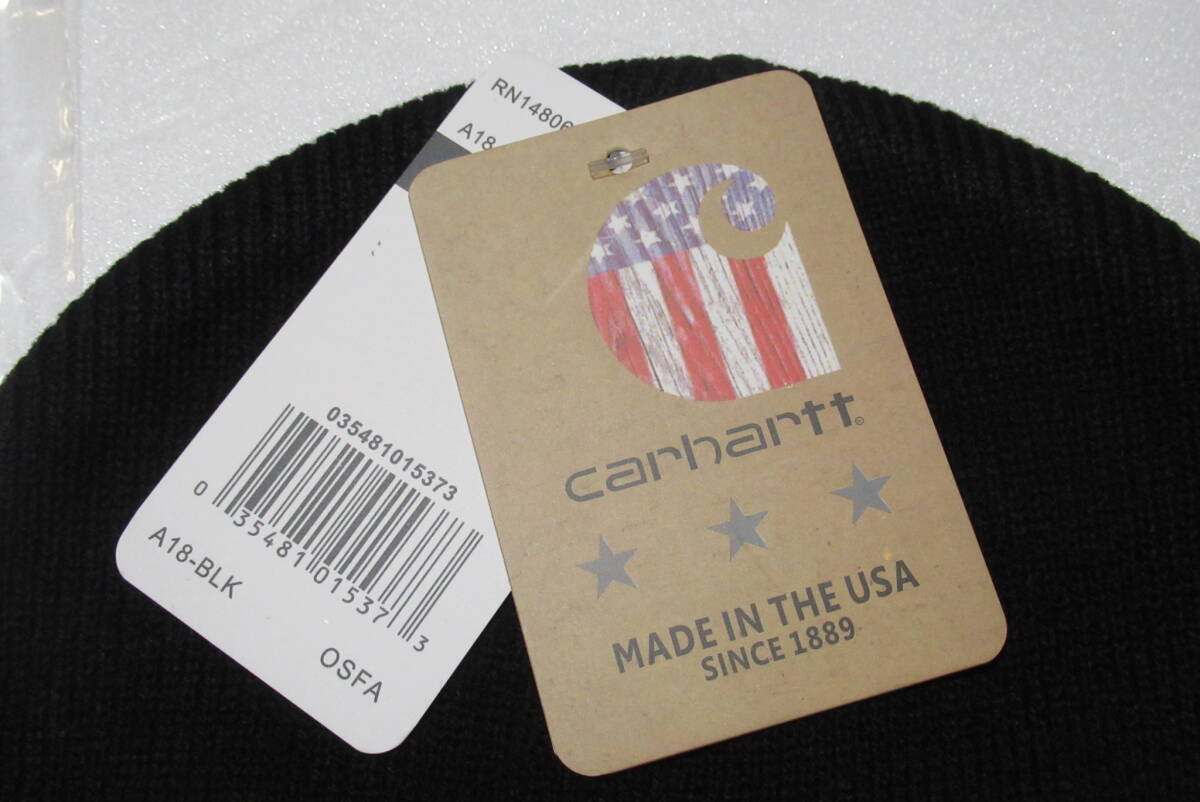 RN14806
A18
035481015373
0 35481 01537 3
A18-BLK
OSFA
carhartt
MADE IN THE USA
SINCE 1889